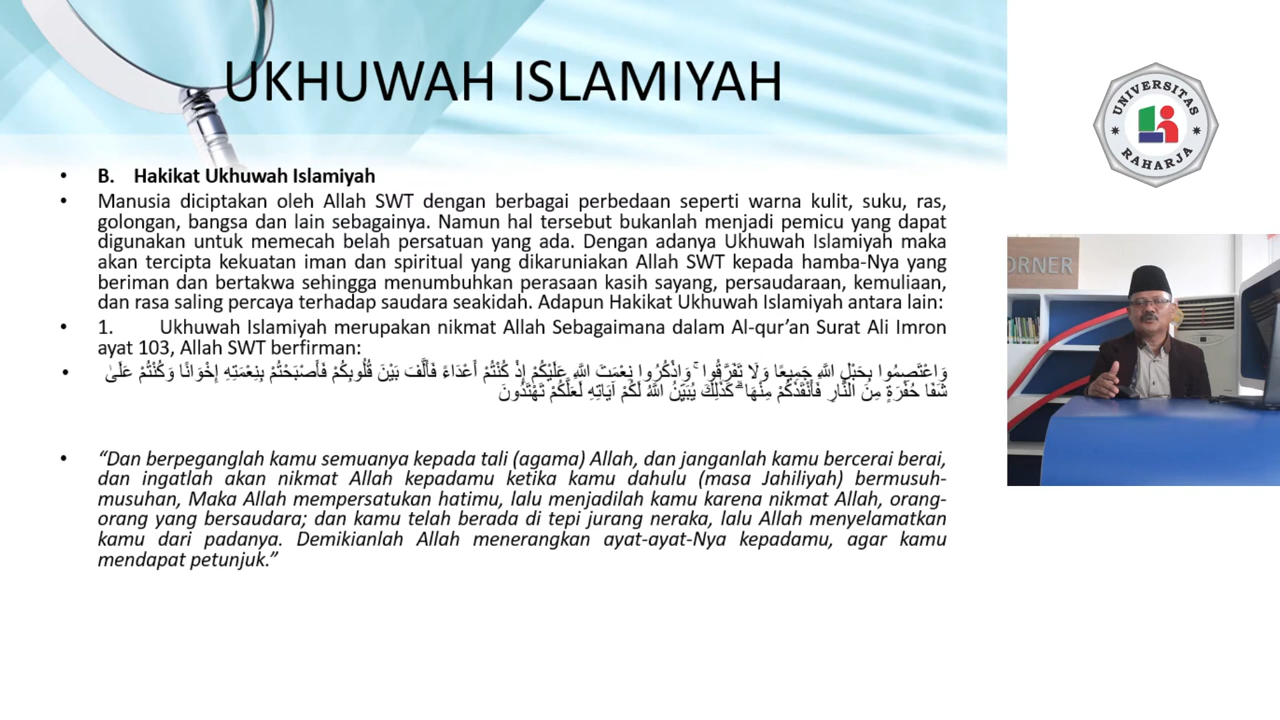 UKHUWAH ISLAMIYAH
• B. Hakikat Ukhuwah Islamiyah
• Manusia diciptakan oleh Allah SWT dengan berbagai perbedaan seperti warna kulit, suku, ras,
golongan, bangsa dan lain sebagainya. Namun hal tersebut bukanlah menjadi pemicu yang dapat
digunakan untuk memecah belah persatuan yang ada. Dengan adanya Ukhuwah Islamiyah maka
akan tercipta kekuatan iman dan spiritual yang dikaruniakan Allah SWT kepada hamba-Nya yang
beriman dan bertakwa sehingga menumbuhkan perasaan kasih sayang, persaudaraan, kemuliaan,
dan rasa saling percaya terhadap saudara seakidah. Adapun Hakikat Ukhuwah Islamiyah antara lain:
• 1. Ukhuwah Islamiyah merupakan nikmat Allah Sebagaimana dalam Al-qur’an Surat Ali Imron
ayat 103, Allah SWT berfirman:
• وَاعْتَصِمُوا بِحَبْلِ اللَّهِ جَمِيعًا وَلَا تَفَرَّقُوا ۚ وَاذْكُرُوا نِعْمَتَ اللَّهِ عَلَيْكُمْ إِذْ كُنْتُمْ أَعْدَاءً فَأَلَّفَ بَيْنَ قُلُوبِكُمْ فَأَصْبَحْتُمْ بِنِعْمَتِهِ إِخْوَانًا وَكُنْتُمْ عَلَىٰ
شَفَا حُفْرَةٍ مِنَ النَّارِ فَأَنْقَذَكُمْ مِنْهَا ۗ كَذَٰلِكَ يُبَيِّنُ اللَّهُ لَكُمْ آيَاتِهِ لَعَلَّكُمْ تَهْتَدُونَ
• “Dan berpeganglah kamu semuanya kepada tali (agama) Allah, dan janganlah kamu bercerai berai,
dan ingatlah akan nikmat Allah kepadamu ketika kamu dahulu (masa Jahiliyah) bermusuh-
musuhan, Maka Allah mempersatukan hatimu, lalu menjadilah kamu karena nikmat Allah, orang-
orang yang bersaudara; dan kamu telah berada di tepi jurang neraka, lalu Allah menyelamatkan
kamu dari padanya. Demikianlah Allah menerangkan ayat-ayat-Nya kepadamu, agar kamu
mendapat petunjuk.”
UNIVERSITAS
RAHARJA
ORNER